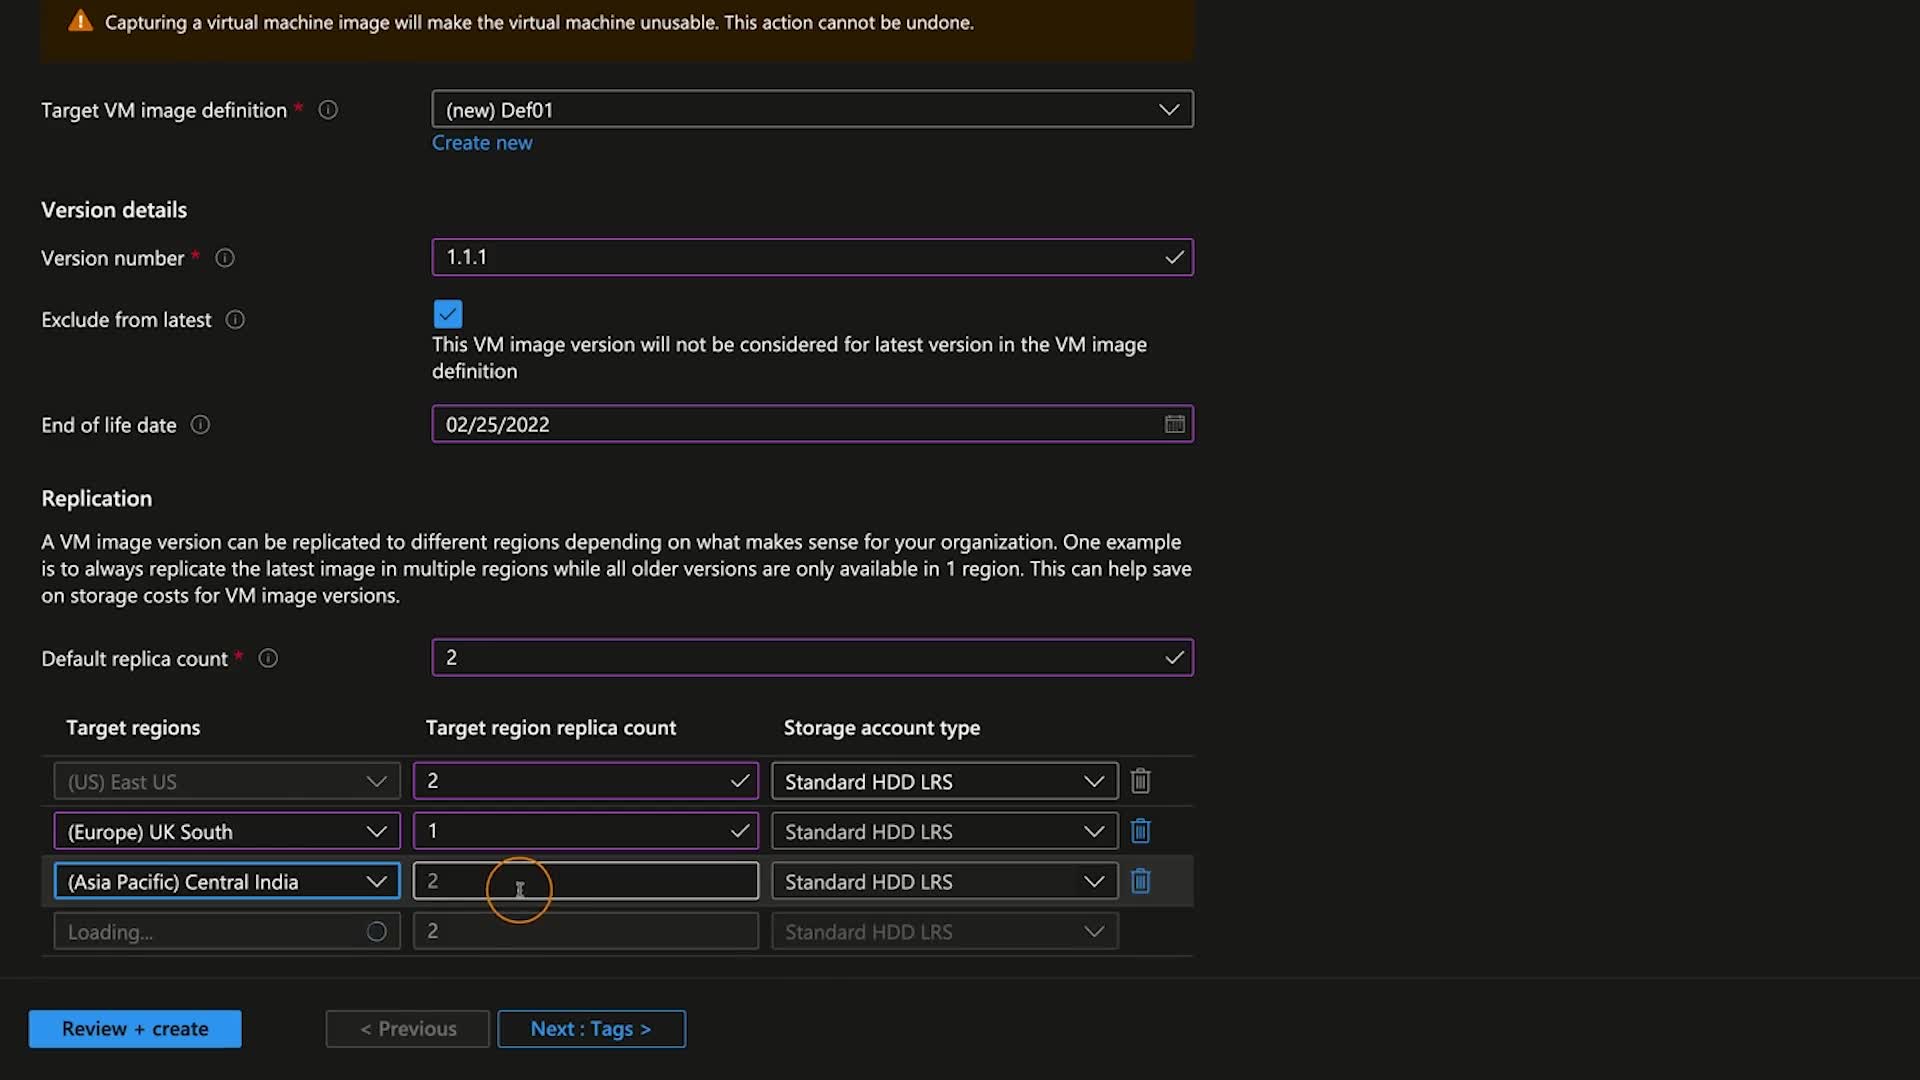 Capturing a virtual machine image will make the virtual machine unusable. This action cannot be undone.
Target VM image definition *
(new) Def01
Create new
Version details
Version number *
1.1.1
Exclude from latest
This VM image version will not be considered for latest version in the VM image
definition
End of life date
02/25/2022
Replication
A VM image version can be replicated to different regions depending on what makes sense for your organization. One example
is to always replicate the latest image in multiple regions while all older versions are only available in 1 region. This can help save
on storage costs for VM image versions.
Default replica count *
2
Target regions Target region replica count Storage account type
(US) East US 2 Standard HDD LRS
(Europe) UK South 1 Standard HDD LRS
(Asia Pacific) Central India 2 Standard HDD LRS
Loading... 2 Standard HDD LRS
Review + create < Previous Next : Tags >